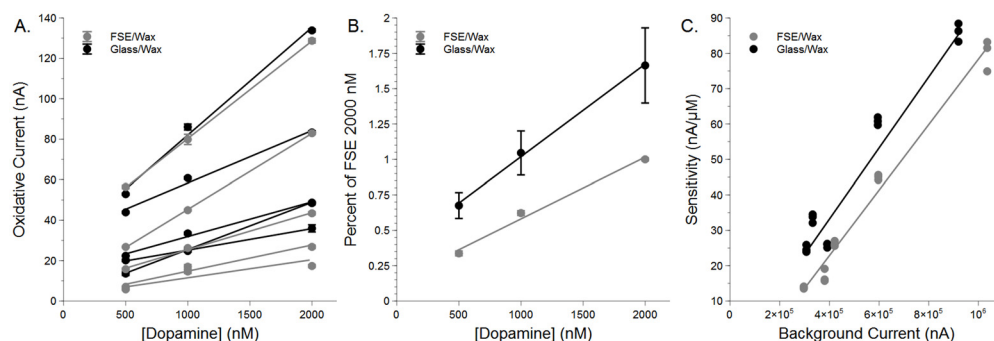 A.
FSE/Wax
Glass/Wax
Oxidative Current (nA)
140
120
100
80
60
40
20
0
0 500 1000 1500 2000
[Dopamine] (nM)
B.
FSE/Wax
Glass/Wax
Percent of FSE 2000 nM
2
1.75
1.5
1.25
1
0.75
0.5
0.25
0
0 500 1000 1500 2000
[Dopamine] (nM)
C.
FSE/Wax
Glass/Wax
Sensitivity (nA/µM)
90
80
70
60
50
40
30
20
10
0 2×10⁵ 4×10⁵ 6×10⁵ 8×10⁵ 10⁶
Background Current (nA)